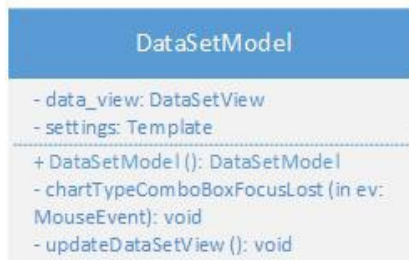 DataSetModel
- data_view: DataSetView
- settings: Template
+ DataSetModel (): DataSetModel
- chartTypeComboBoxFocusLost (in ev:
MouseEvent): void
- updateDataSetView (): void